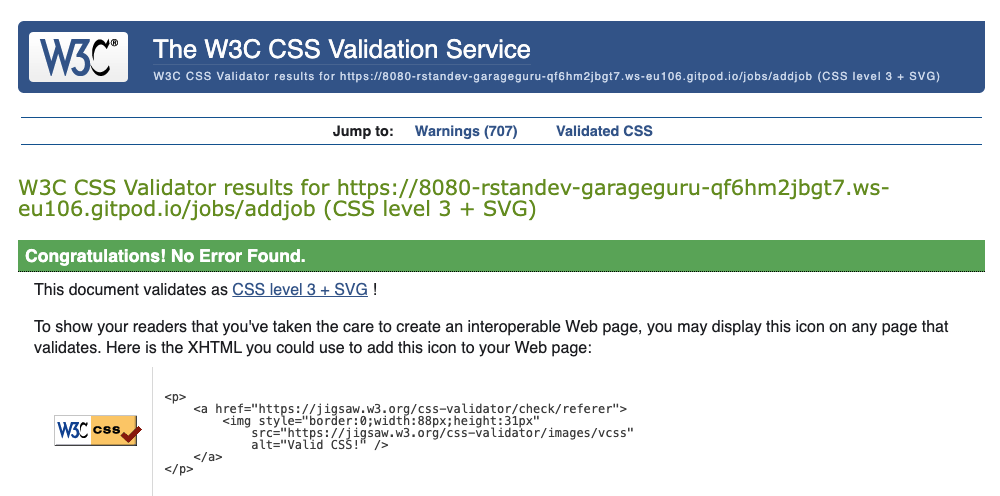 W3C®
The W3C CSS Validation Service
W3C CSS Validator results for https://8080-rstandev-garageguru-qf6hm2jbgt7.ws-eu106.gitpod.io/jobs/addjob (CSS level 3 + SVG)
Jump to: Warnings (707) Validated CSS
W3C CSS Validator results for https://8080-rstandev-garageguru-qf6hm2jbgt7.ws-
eu106.gitpod.io/jobs/addjob (CSS level 3 + SVG)
Congratulations! No Error Found.
This document validates as CSS level 3 + SVG !
To show your readers that you've taken the care to create an interoperable Web page, you may display this icon on any page that
validates. Here is the XHTML you could use to add this icon to your Web page:
<p>
<a href="https://jigsaw.w3.org/css-validator/check/referer">
<img style="border:0;width:88px;height:31px"
src="https://jigsaw.w3.org/css-validator/images/vcss"
alt="Valid CSS!" />
</a>
</p>
W3C css